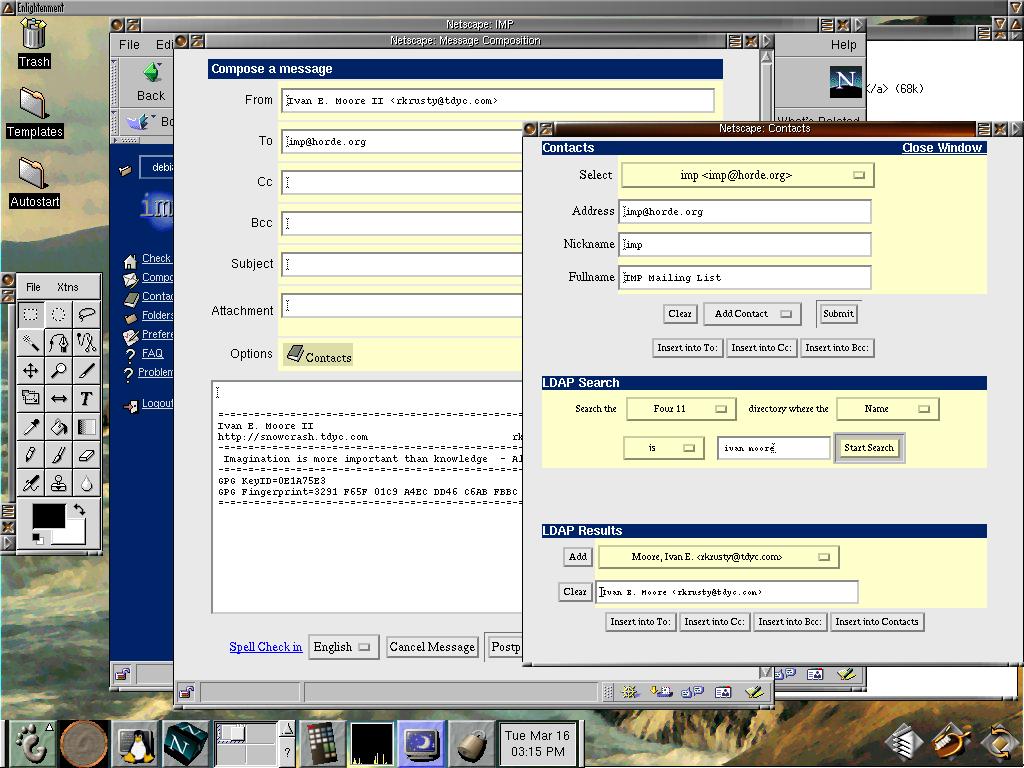 Enlightenment
Trash
Templates
Autostart
Netscape: IMP
File
Help
Back
N
What's Related
/a> (68k)
debi
im
Check
Compo
Contac
Folders
Prefere
FAQ
Problem
Logout
Netscape: Message Composition
Compose a message
From Ivan E. Moore II <rkrusty@tdyc.com>
To imp@horde.org
Cc
Bcc
Subject
Attachment
Options Contacts
Ivan E. Moore II
http://snowcrash.tdyc.com rk
Imagination is more important than knowledge - Al
GPG KeyID=0E1A75E3
GPG Fingerprint=3291 F65F 01C9 A4EC DD46 C6AB FBBC
Spell Check in English Cancel Message Postp
Netscape: Contacts
Contacts Close Window
Select imp <imp@horde.org>
Address imp@horde.org
Nickname imp
Fullname IMP Mailing List
Clear Add Contact Submit
Insert into To: Insert into Cc: Insert into Bcc:
LDAP Search
Search the Four 11 directory where the Name
is ivan moore Start Search
LDAP Results
Add Moore, Ivan E. <rkrusty@tdyc.com>
Clear Ivan E. Moore <rkrusty@tdyc.com>
Insert into To: Insert into Cc: Insert into Bcc: Insert into Contacts
File Xtns
T
N
?
Tue Mar 16
03:15 PM